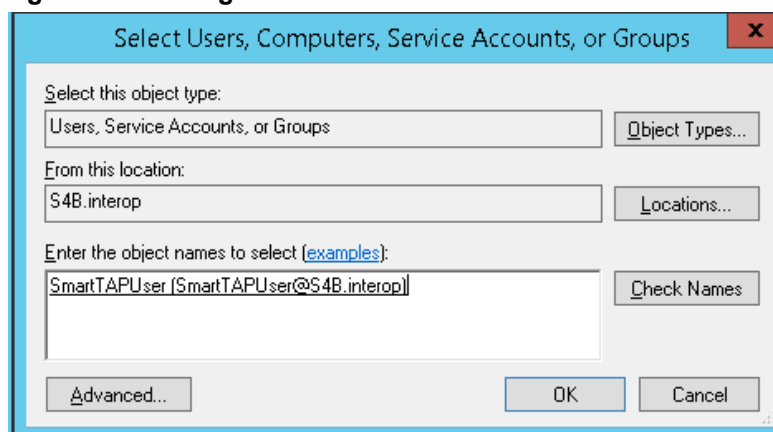 Select Users, Computers, Service Accounts, or Groups
x
Select this object type:
Users, Service Accounts, or Groups
Object Types...
From this location:
S4B.interop
Locations...
Enter the object names to select (examples):
SmartTAPUser (SmartTAPUser@S4B.interop)
Check Names
Advanced...
OK
Cancel